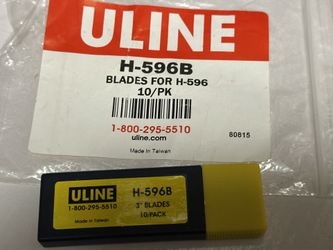 ULINE
H-596B
BLADES FOR H-596
10/PK
1-800-295-5510
uline.com
80815
Made in Taiwan
ULINE
1-800-295-5510
Made in Taiwan
H-596B
3" BLADES
10 PACK